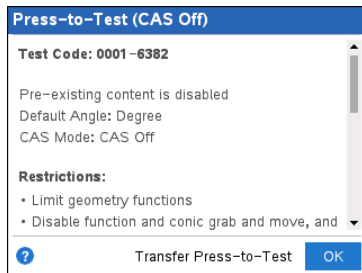 Press-to-Test (CAS Off)
Test Code: 0001-6382
Pre-existing content is disabled
Default Angle: Degree
CAS Mode: CAS Off
Restrictions:
• Limit geometry functions
• Disable function and conic grab and move, and
?
Transfer Press-to-Test
OK